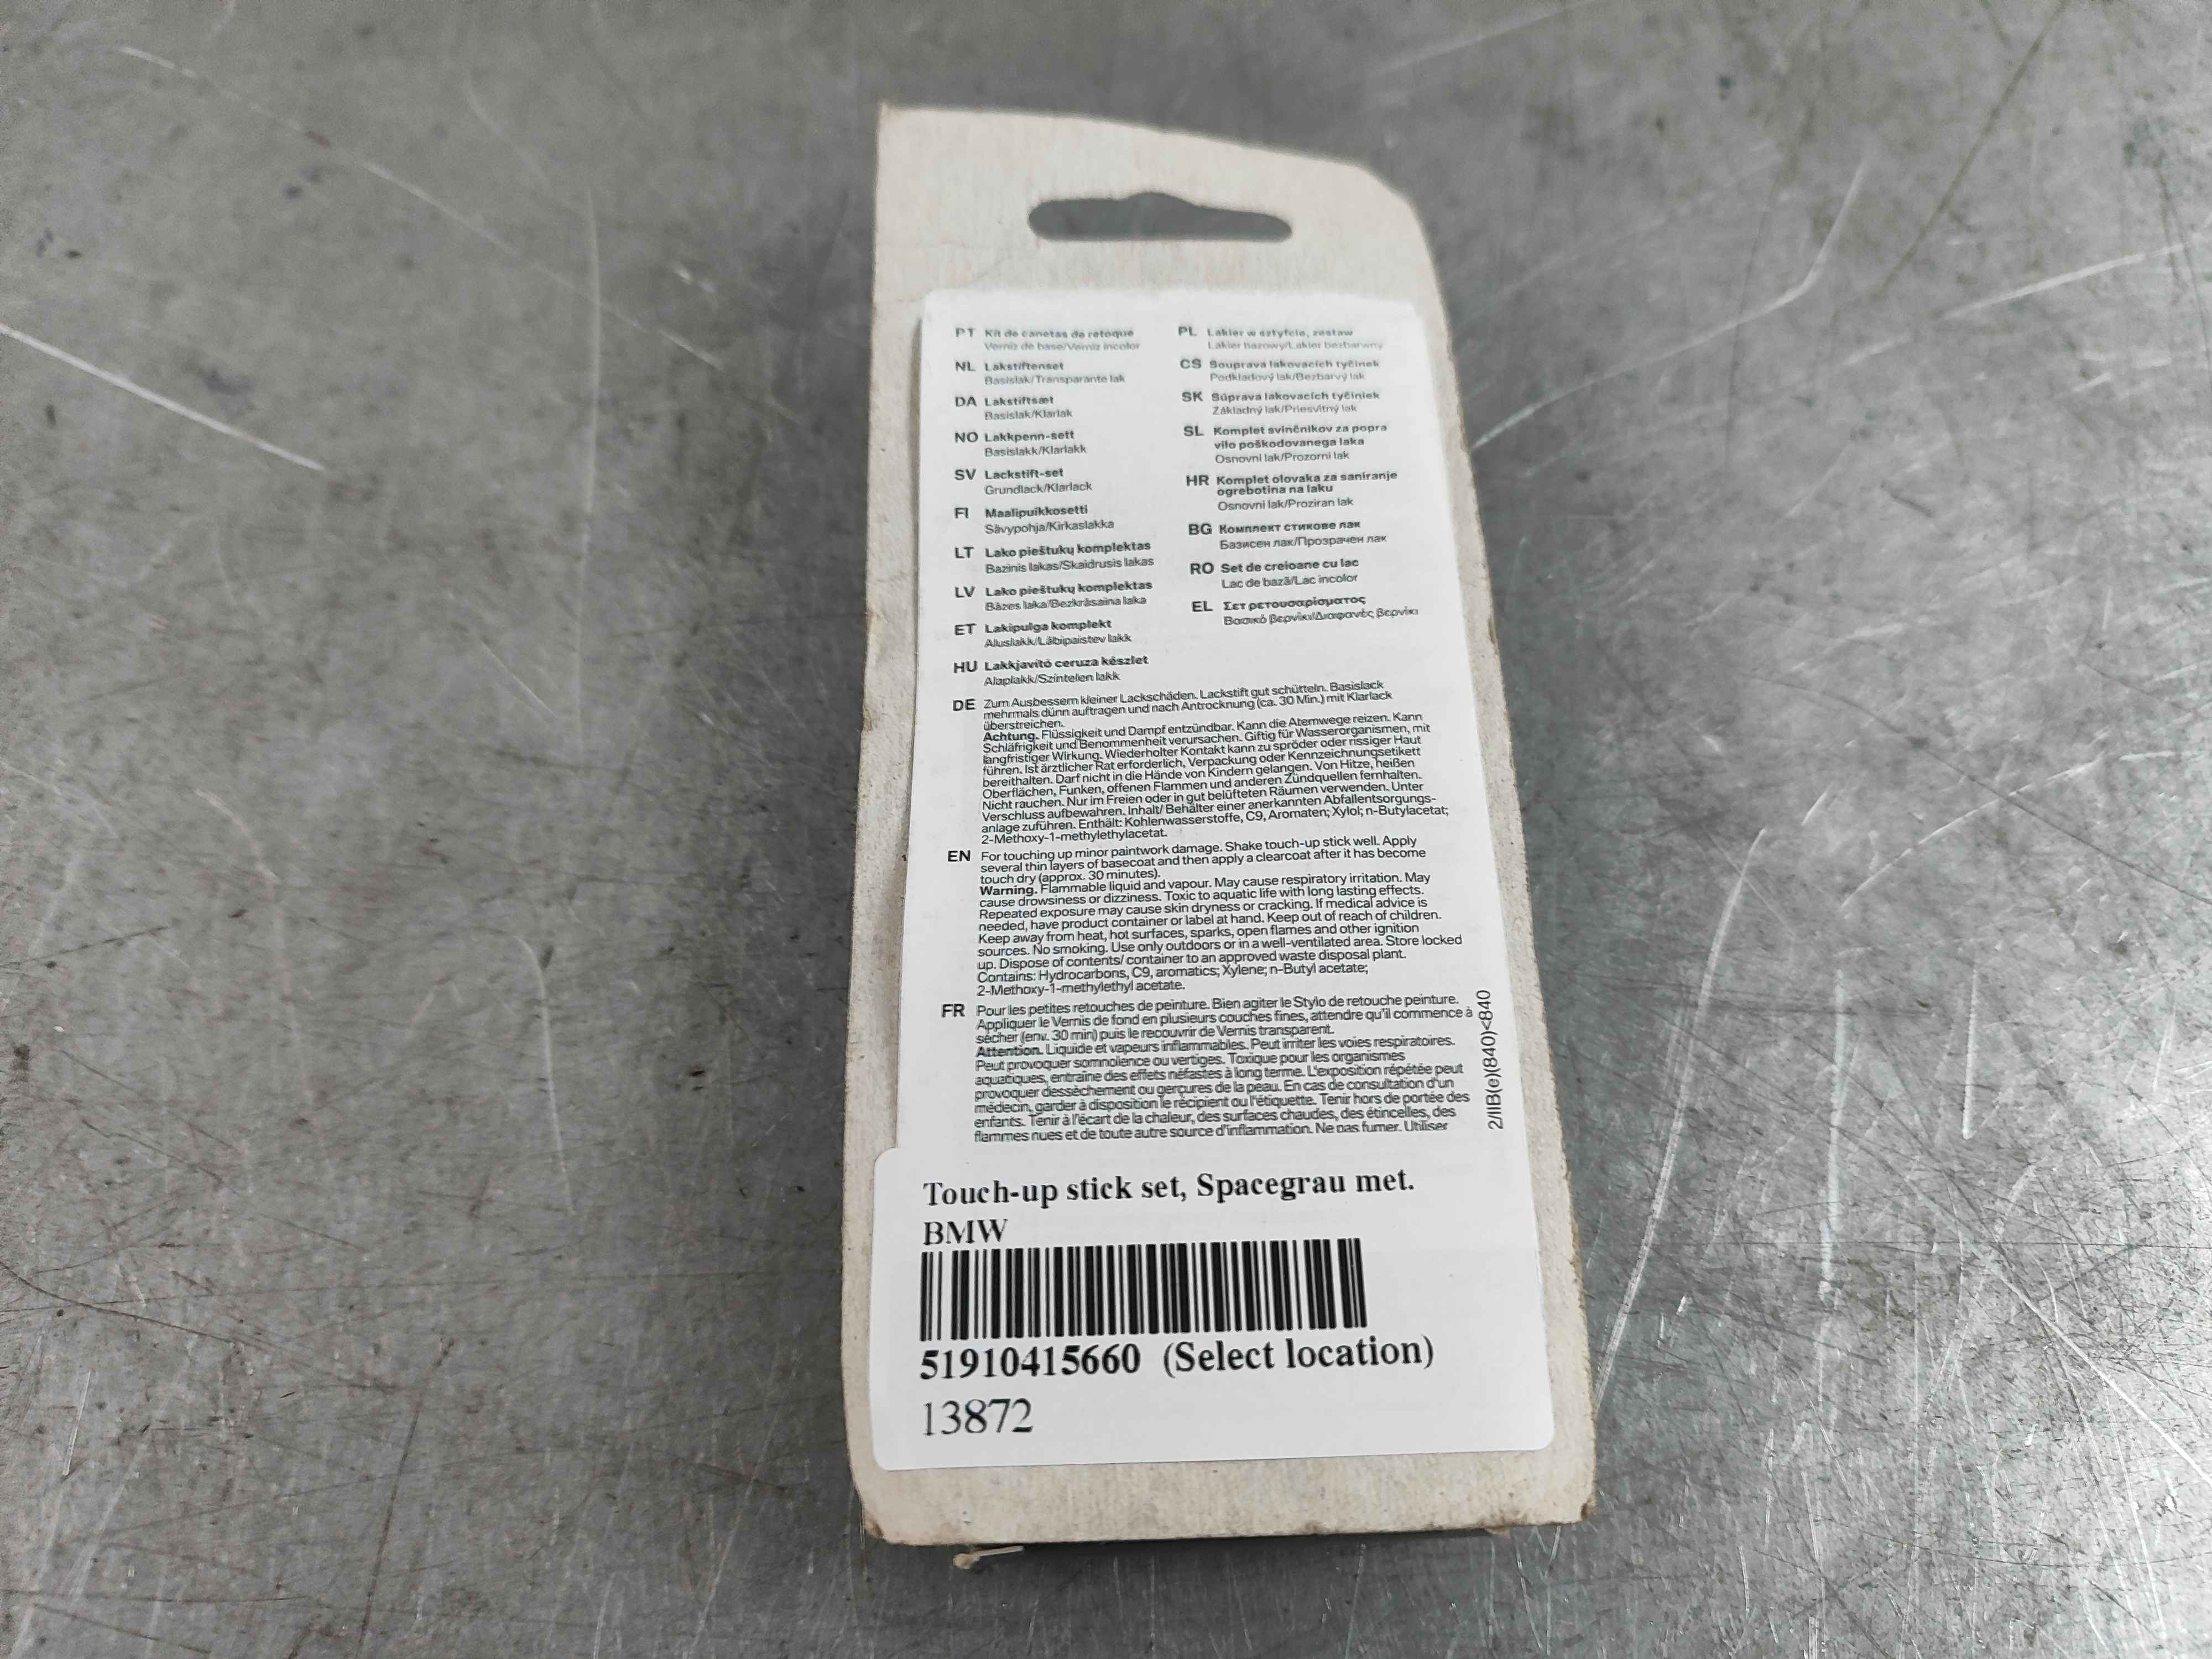 PT Kit de canetas de retoque
Verniz de base/Verniz incolor
NL Lakstiftenset
Basislak/Transparante lak
DA Lakstiftsæt
Basislak/Klarlak
NO Lakkpenn-sett
Basislakk/Klarlakk
SV Lackstift-set
Grundlack/Klarlack
FI Maalipuikkosetti
Sävypohja/Kirkaslakka
LT Lako pieštukų komplektas
Bazinis lakas/Skaidrusis lakas
LV Lako pieštukų komplektas
Bāzes laka/Bezkrāsaina laka
ET Lakipulga komplekt
Aluslakk/Läbipaistev lakk
HU Lakkjavító ceruza készlet
Alaplakk/Színtelen lakk
PL Lakier w sztyfcie, zestaw
Lakier bazowy/Lakier bezbarwny
CS Souprava lakovacích tyčinek
Podkladový lak/Bezbarvý lak
SK Súprava lakovacích tyčiniek
Základný lak/Priesvitný lak
SL Komplet svinčnikov za popra
vilo poškodovanega laka
Osnovni lak/Prozorni lak
HR Komplet olovaka za saniranje
ogrebotina na laku
Osnovni lak/Proziran lak
BG Комплект стикове лак
Базисен лак/Прозрачен лак
RO Set de creioane cu lac
Lac de bază/Lac incolor
EL Σετ ρετουσαρίσματος
Βασικό βερνίκι/Διαφανές βερνίκι
DE Zum Ausbessern kleiner Lackschäden. Lackstift gut schütteln. Basislack
mehrmals dünn auftragen und nach Antrocknung (ca. 30 Min.) mit Klarlack
überstreichen.
Achtung. Flüssigkeit und Dampf entzündbar. Kann die Atemwege reizen. Kann
Schläfrigkeit und Benommenheit verursachen. Giftig für Wasserorganismen, mit
langfristiger Wirkung. Wiederholter Kontakt kann zu spröder oder rissiger Haut
führen. Ist ärztlicher Rat erforderlich, Verpackung oder Kennzeichnungsetikett
bereithalten. Darf nicht in die Hände von Kindern gelangen. Von Hitze, heißen
Oberflächen, Funken, offenen Flammen und anderen Zündquellen fernhalten.
Nicht rauchen. Nur im Freien oder in gut belüfteten Räumen verwenden. Unter
Verschluss aufbewahren. Inhalt/ Behälter einer anerkannten Abfallentsorgungs-
anlage zuführen. Enthält: Kohlenwasserstoffe, C9, Aromaten; Xylol; n-Butylacetat;
2-Methoxy-1-methylethylacetat.
EN For touching up minor paintwork damage. Shake touch-up stick well. Apply
several thin layers of basecoat and then apply a clearcoat after it has become
touch dry (approx. 30 minutes).
Warning. Flammable liquid and vapour. May cause respiratory irritation. May
cause drowsiness or dizziness. Toxic to aquatic life with long lasting effects.
Repeated exposure may cause skin dryness or cracking. If medical advice is
needed, have product container or label at hand. Keep out of reach of children.
Keep away from heat, hot surfaces, sparks, open flames and other ignition
sources. No smoking. Use only outdoors or in a well-ventilated area. Store locked
up. Dispose of contents/ container to an approved waste disposal plant.
Contains: Hydrocarbons, C9, aromatics; Xylene; n-Butyl acetate;
2-Methoxy-1-methylethyl acetate.
FR Pour les petites retouches de peinture. Bien agiter le Stylo de retouche peinture.
Appliquer le Vernis de fond en plusieurs couches fines, attendre qu'il commence à
sécher (env. 30 min) puis le recouvrir de Vernis transparent.
Attention. Liquide et vapeurs inflammables. Peut irriter les voies respiratoires.
Peut provoquer somnolence ou vertiges. Toxique pour les organismes
aquatiques, entraîne des effets néfastes à long terme. L'exposition répétée peut
provoquer dessèchement ou gerçures de la peau. En cas de consultation d'un
médecin, garder à disposition le récipient ou l'étiquette. Tenir hors de portée des
enfants. Tenir à l'écart de la chaleur, des surfaces chaudes, des étincelles, des
flammes nues et de toute autre source d'inflammation. Ne pas fumer. Utiliser
2/IIB(e)(840)<840
Touch-up stick set, Spacegrau met.
BMW
51910415660 (Select location)
13872